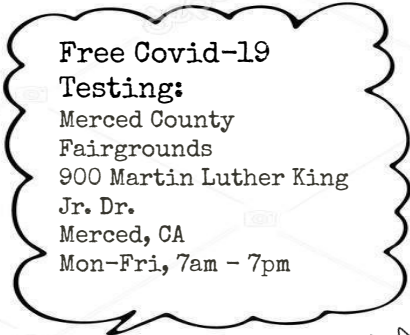 Free Covid-19
Testing:
Merced County
Fairgrounds
900 Martin Luther King
Jr. Dr.
Merced, CA
Mon-Fri, 7am - 7pm